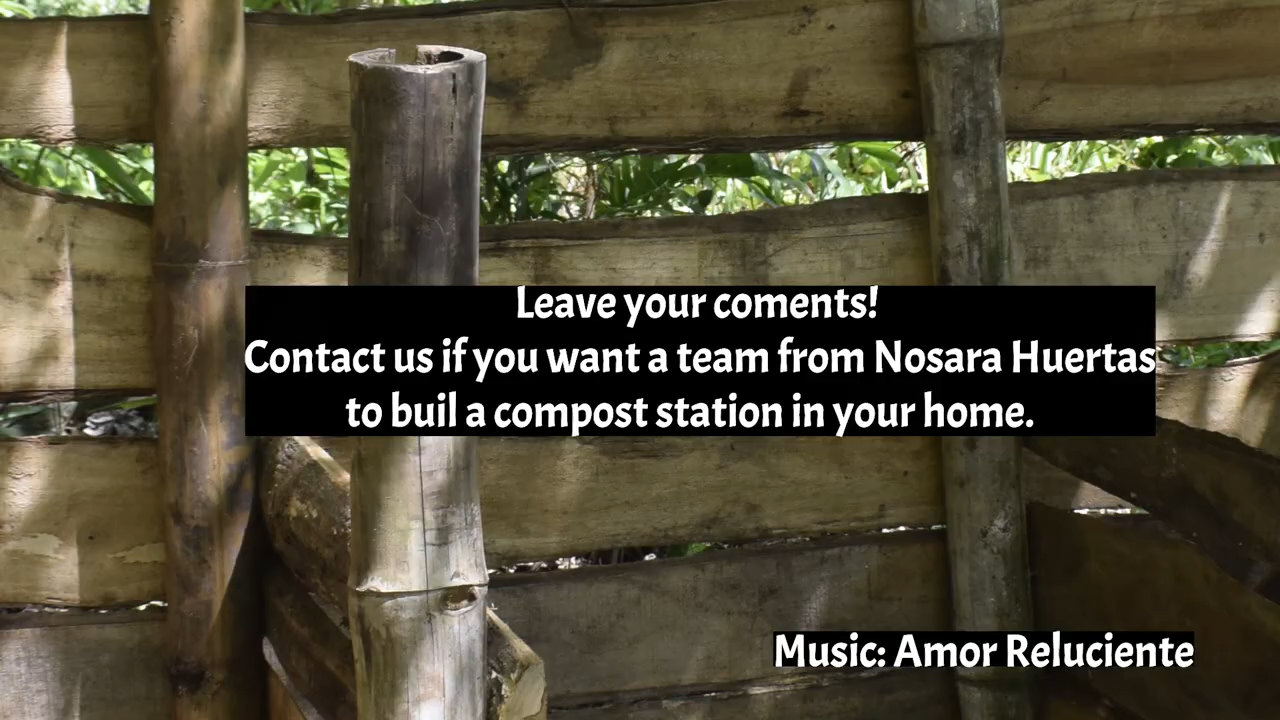 Leave your coments!
Contact us if you want a team from Nosara Huertas
to buil a compost station in your home.
Music: Amor Reluciente